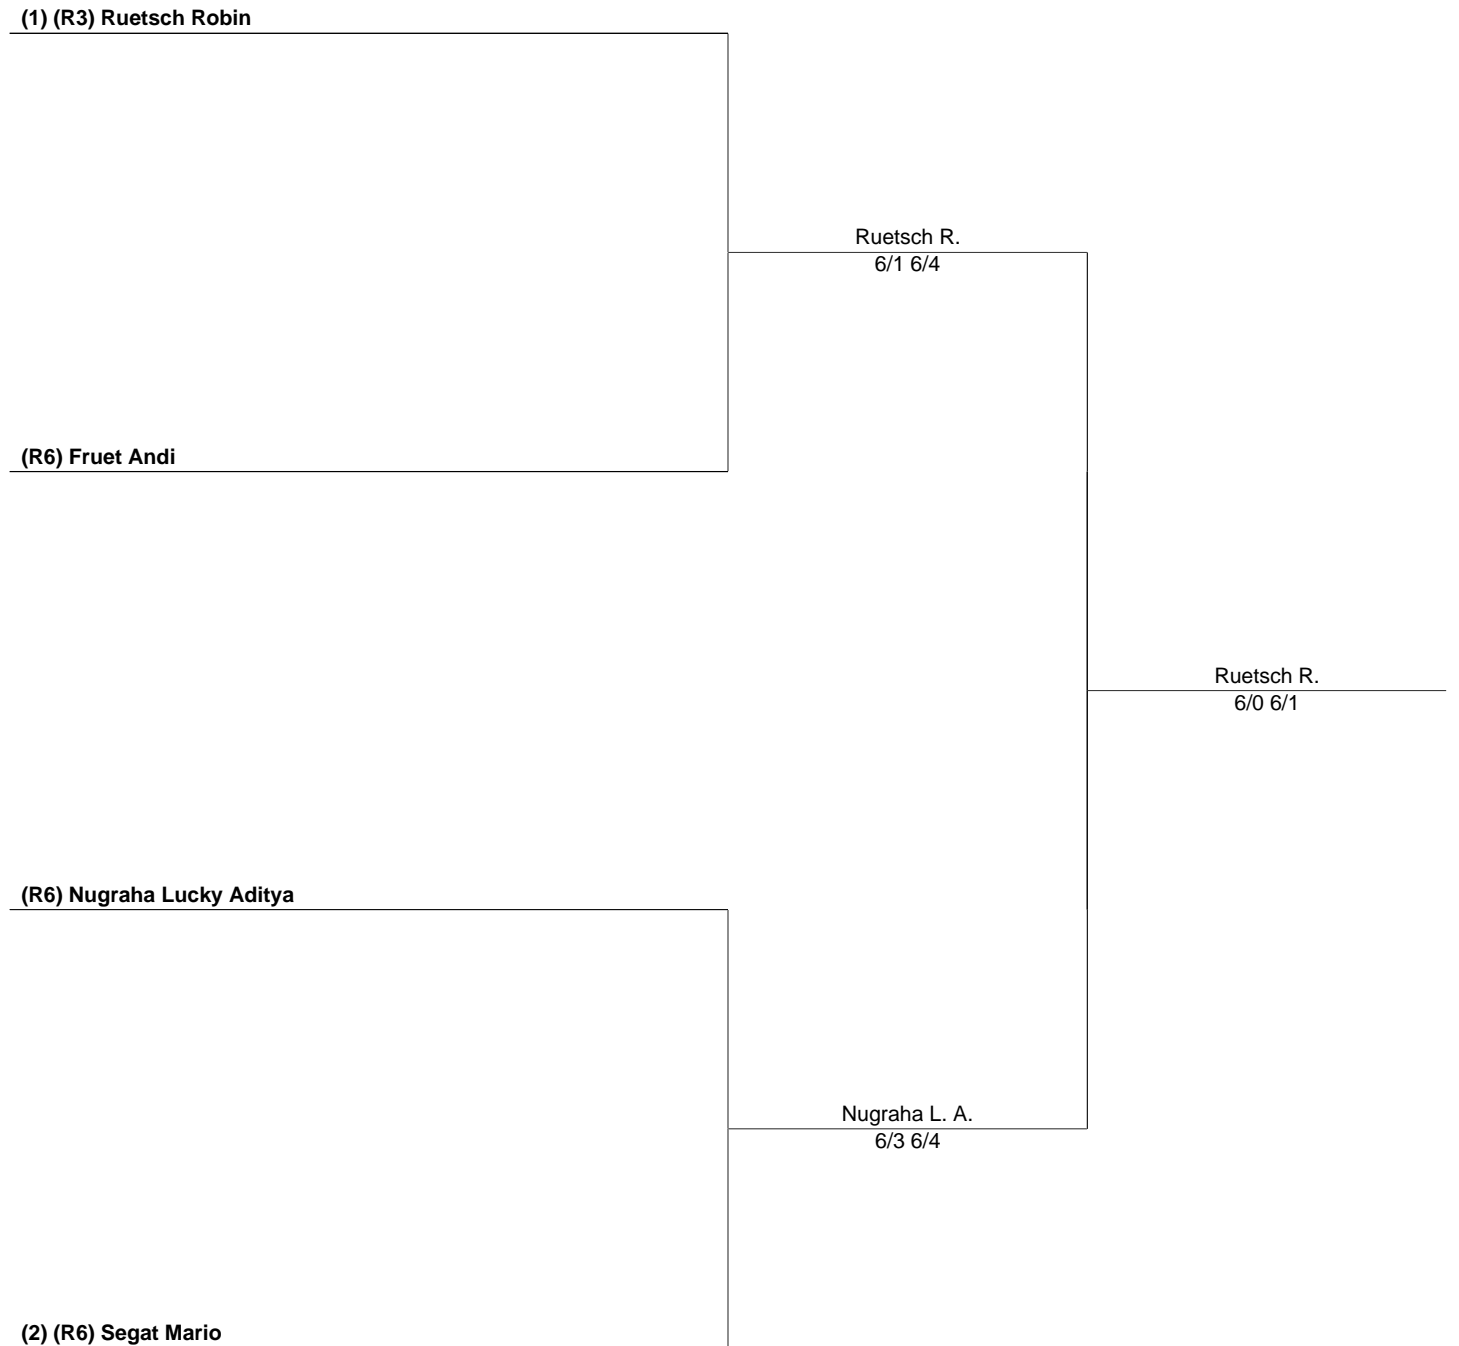 (1) (R3) Ruetsch Robin
Ruetsch R.
6/1 6/4
(R6) Fruet Andi
Ruetsch R.
6/0 6/1
(R6) Nugraha Lucky Aditya
Nugraha L. A.
6/3 6/4
(2) (R6) Segat Mario